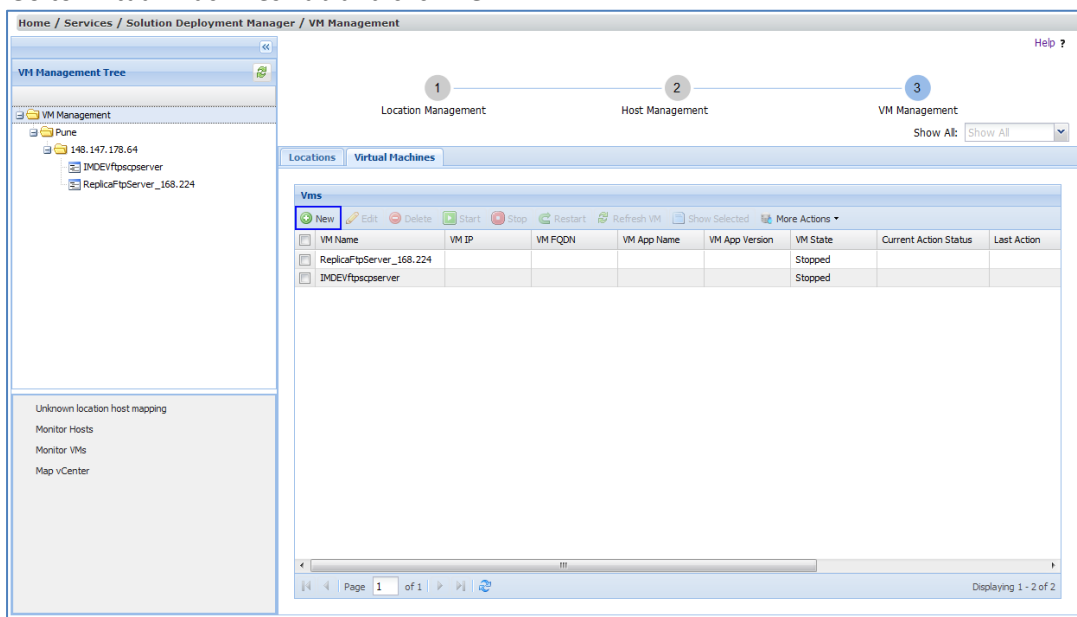 Home / Services / Solution Deployment Manager / VM Management
Help ?
VM Management Tree
VM Management
Pune
148.147.178.64
IMDEVftpscpserver
ReplicaFtpServer_168.224
Unknown location host mapping
Monitor Hosts
Monitor VMs
Map vCenter
1 2 3
Location Management Host Management VM Management
Show All: Show All
Locations Virtual Machines
Vms
New Edit Delete Start Stop Restart Refresh VM Show Selected More Actions
VM Name VM IP VM FQDN VM App Name VM App Version VM State Current Action Status Last Action
ReplicaFtpServer_168.224 Stopped
IMDEVftpscpserver Stopped
Page 1 of 1 Displaying 1 - 2 of 2